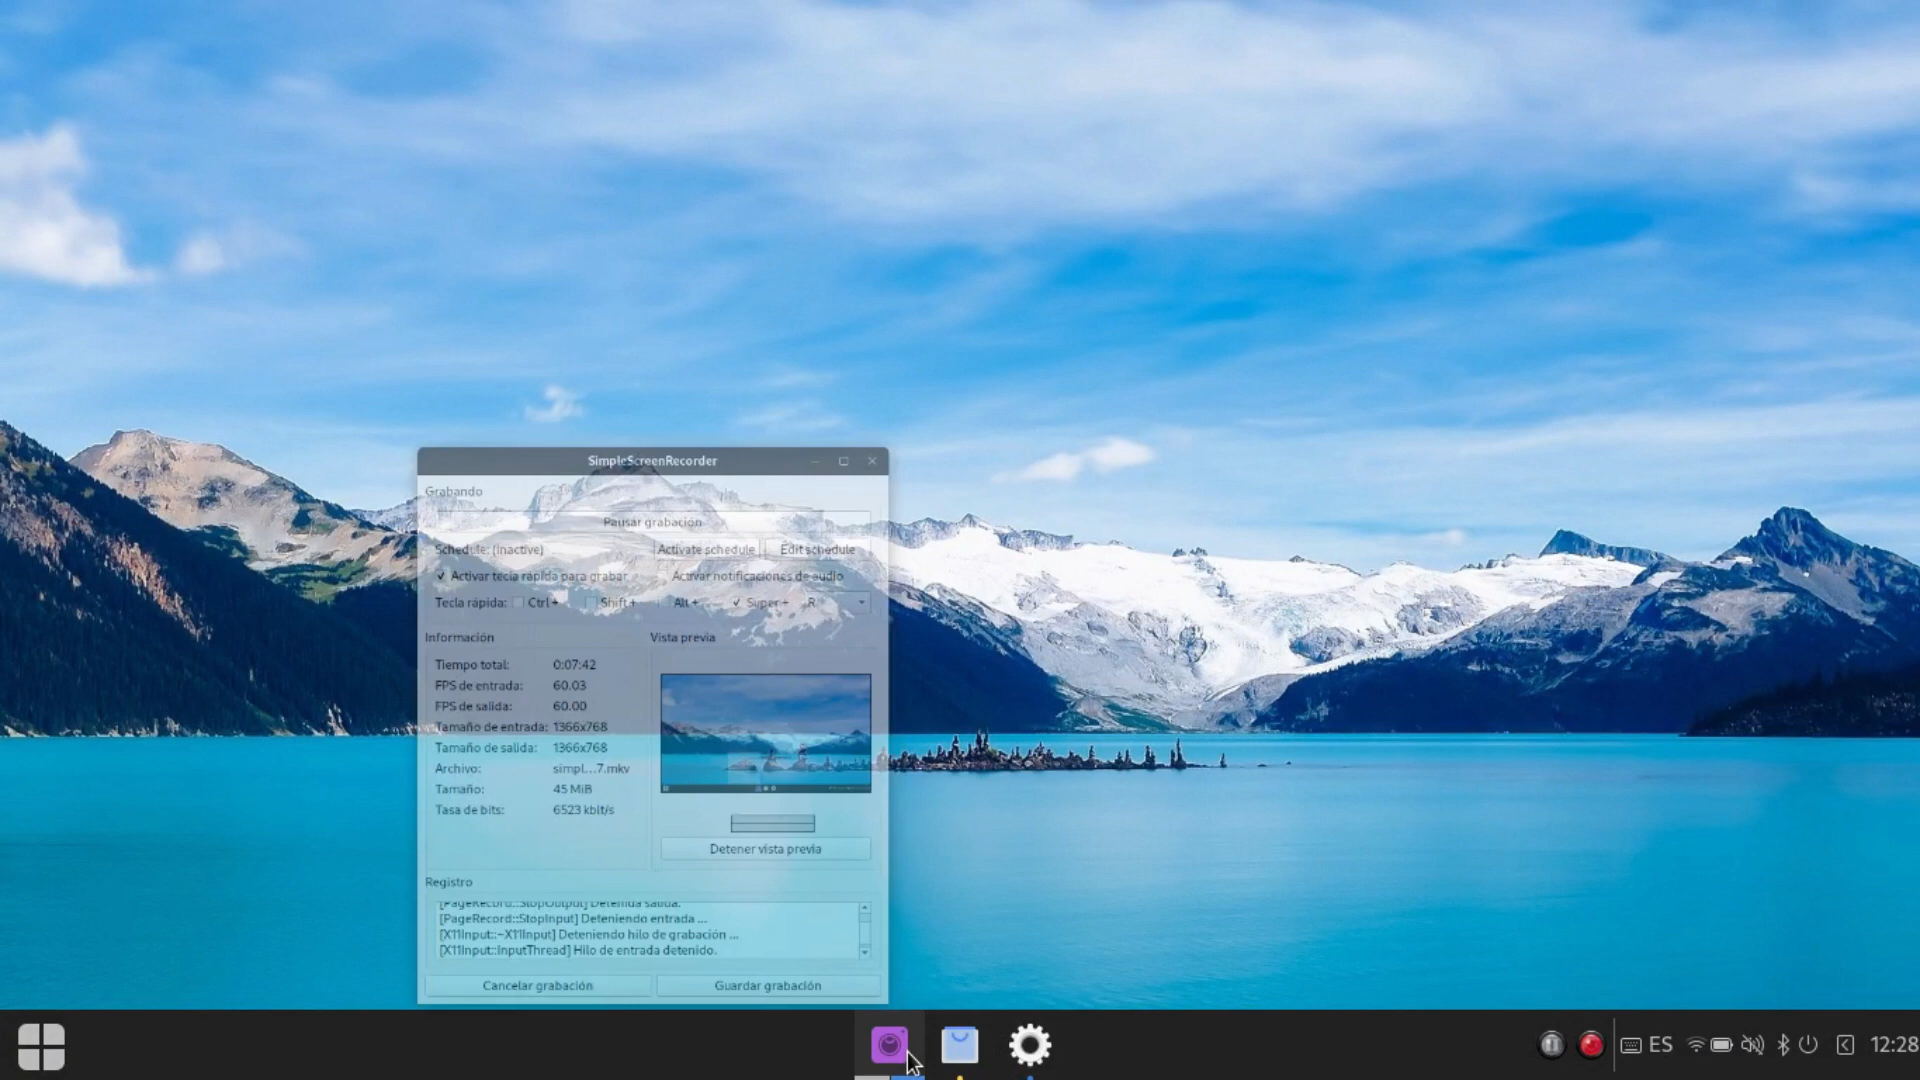 SimpleScreenRecorder
Grabando
Pausar grabación
Schedule: (Inactive) Activate schedule Edit schedule
Activar tecla rápida para grabar Activar notificaciones de audio
Tecla rápida: Ctrl + Shift + Alt + Super + R
Información Vista previa
Tiempo total: 0:07:42
FPS de entrada: 60.03
FPS de salida: 60.00
Tamaño de entrada: 1366x768
Tamaño de salida: 1366x768
Archivo: simpl...7.mkv
Tamaño: 45 MiB
Tasa de bits: 6523 kbit/s
Detener vista previa
Registro
[PageRecord::StopOutput] Detenida salida.
[PageRecord::StopInput] Deteniendo entrada ...
[X11Input::~X11Input] Deteniendo hilo de grabación ...
[X11Input::InputThread] Hilo de entrada detenido.
Cancelar grabación Guardar grabación
ES 12:28